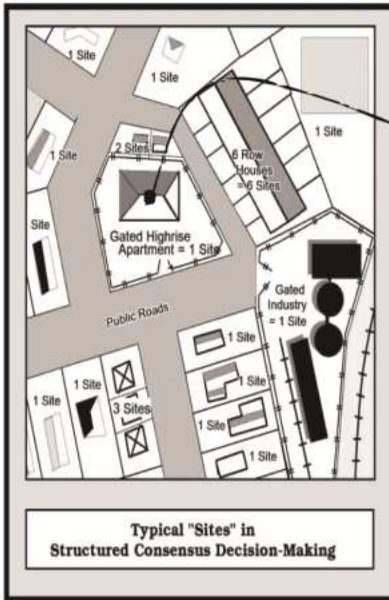 1 Site
1 Site
1 Site
2 Sites
6 Row
Houses
= 6 Sites
1 Site
Site
Gated Highrise
Apartment = 1 Site
Gated
Industry
= 1 Site
Public Roads
1 Site
1 Site
1 Site
1 Site
3 Sites
1 Site
1 Site
Typical "Sites" in
Structured Consensus Decision-Making